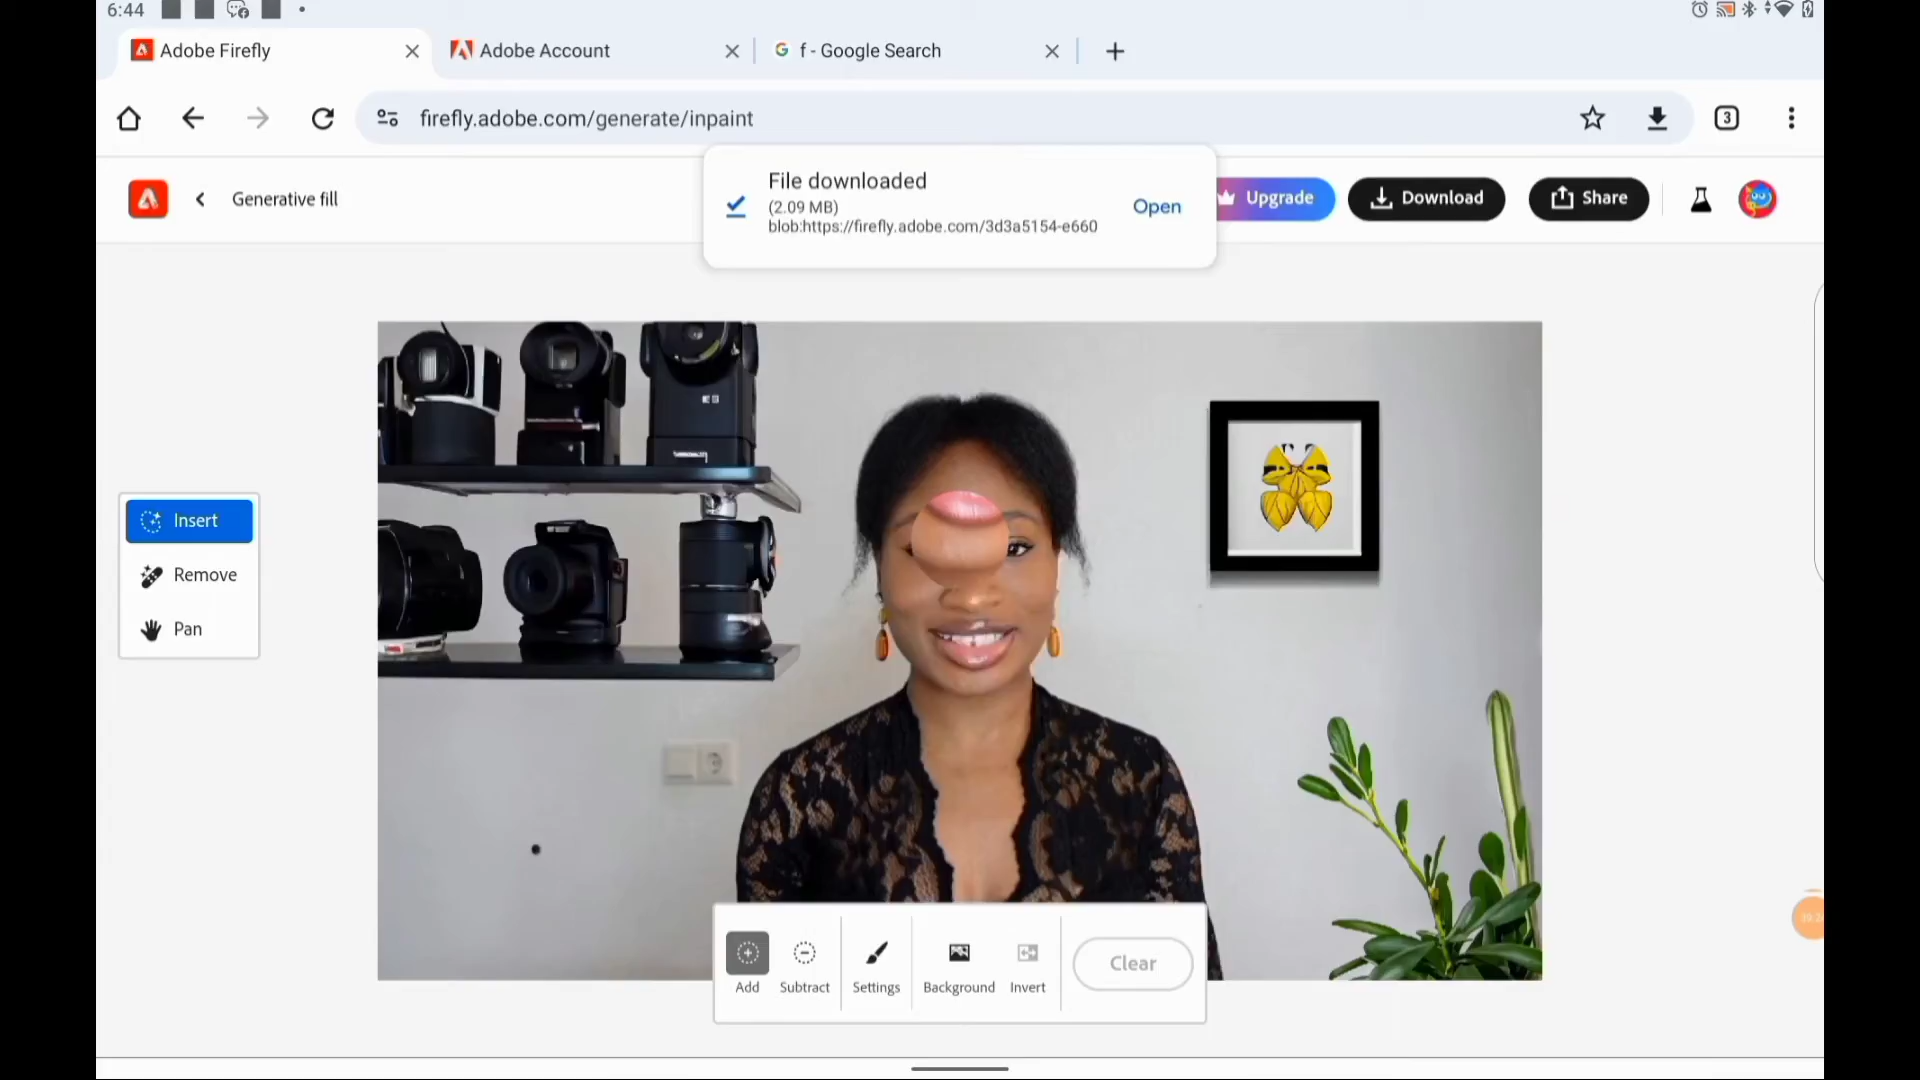 6:44
Adobe Firefly
Adobe Account
f - Google Search
firefly.adobe.com/generate/inpaint
3
Generative fill
File downloaded
(2.09 MB)
blob:https://firefly.adobe.com/3d3a5154-e660
Open
Upgrade
Download
Share
Insert
Remove
Pan
Add
Subtract
Settings
Background
Invert
Clear